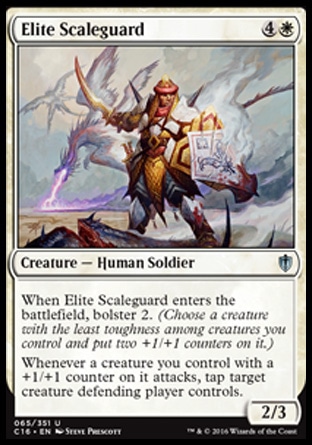 Elite Scaleguard 4
Creature — Human Soldier
When Elite Scaleguard enters the
battlefield, bolster 2. (Choose a creature
with the least toughness among creatures you
control and put two +1/+1 counters on it.)
Whenever a creature you control with a
+1/+1 counter on it attacks, tap target
creature defending player controls.
2/3
065/351 U
C16 • EN Steve Prescott
™ & © 2016 Wizards of the Coast